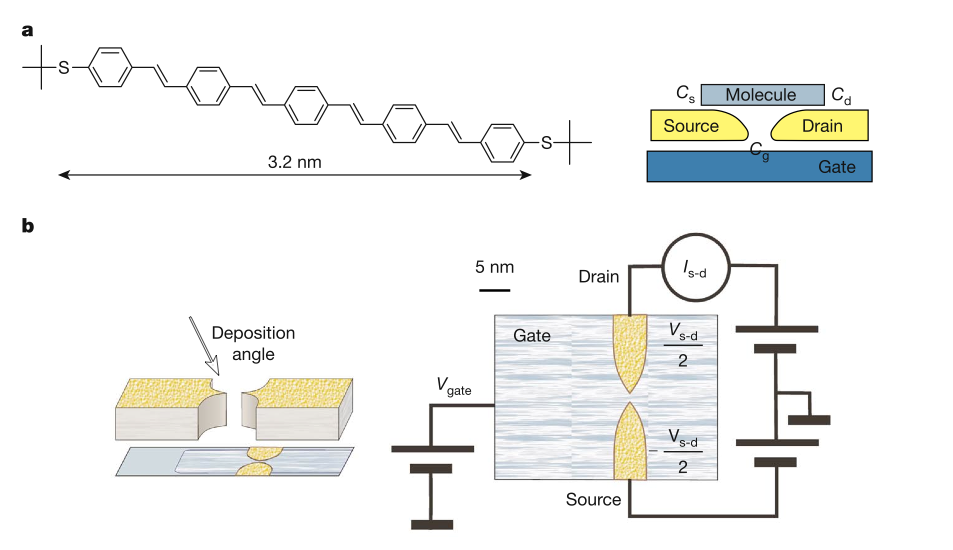 a
S
S
3.2 nm
Cs
Molecule
Cd
Source
Drain
Cg
Gate
b
5 nm
Drain
Is-d
Deposition
angle
Gate
Vs-d
2
Vgate
– Vs-d
2
Source